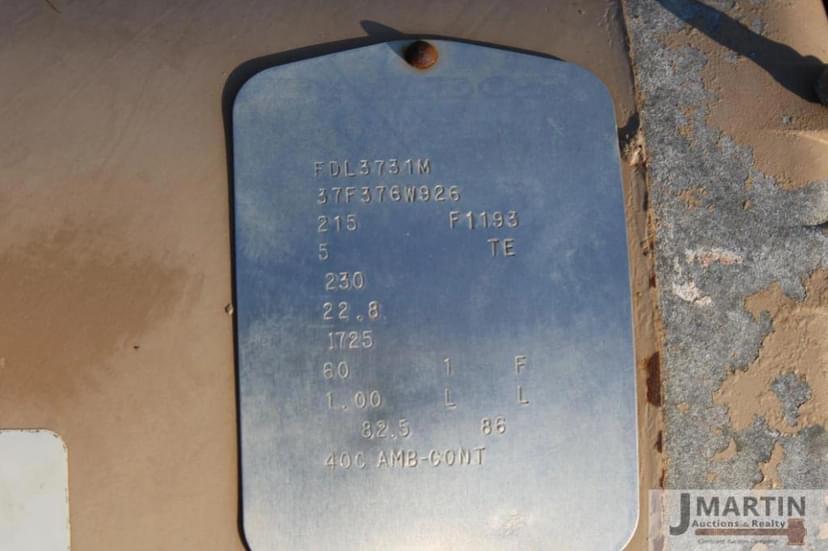 FDL3731M
37F376W926
215 F1193
5 TE
230
22.8
1725
60 1 F
1.00 L L
82.5 86
40C AMB-CONT
J MARTIN
Auctions & Realty